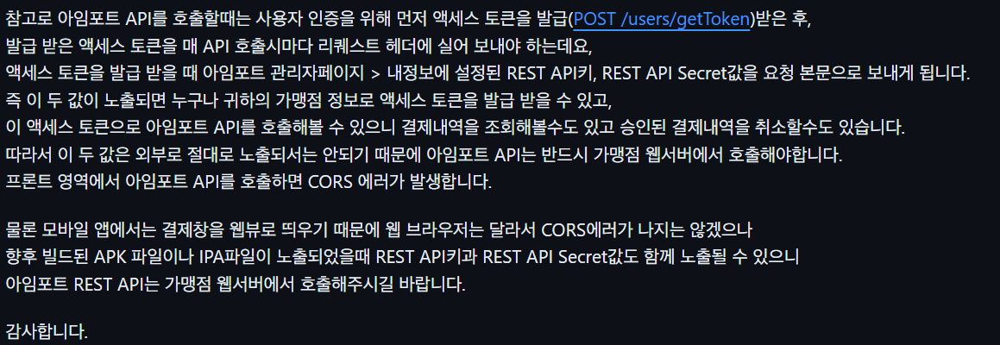 참고로 아임포트 API를 호출할때는 사용자 인증을 위해 먼저 액세스 토큰을 발급(POST /users/getToken)받은 후,
발급 받은 액세스 토큰을 매 API 호출시마다 리퀘스트 헤더에 실어 보내야 하는데요,
액세스 토큰을 발급 받을 때 아임포트 관리자페이지 > 내정보에 설정된 REST API키, REST API Secret값을 요청 본문으로 보내게 됩니다.
즉 이 두 값이 노출되면 누구나 귀하의 가맹점 정보로 액세스 토큰을 발급 받을 수 있고,
이 액세스 토큰으로 아임포트 API를 호출해볼 수 있으니 결제내역을 조회해볼수도 있고 승인된 결제내역을 취소할수도 있습니다.
따라서 이 두 값은 외부로 절대로 노출되서는 안되기 때문에 아임포트 API는 반드시 가맹점 웹서버에서 호출해야합니다.
프론트 영역에서 아임포트 API를 호출하면 CORS 에러가 발생합니다.
물론 모바일 앱에서는 결제창을 웹뷰로 띄우기 때문에 웹 브라우저는 달라서 CORS에러가 나지는 않겠으나
향후 빌드된 APK 파일이나 IPA파일이 노출되었을때 REST API키과 REST API Secret값도 함께 노출될 수 있으니
아임포트 REST API는 가맹점 웹서버에서 호출해주시길 바랍니다.
감사합니다.